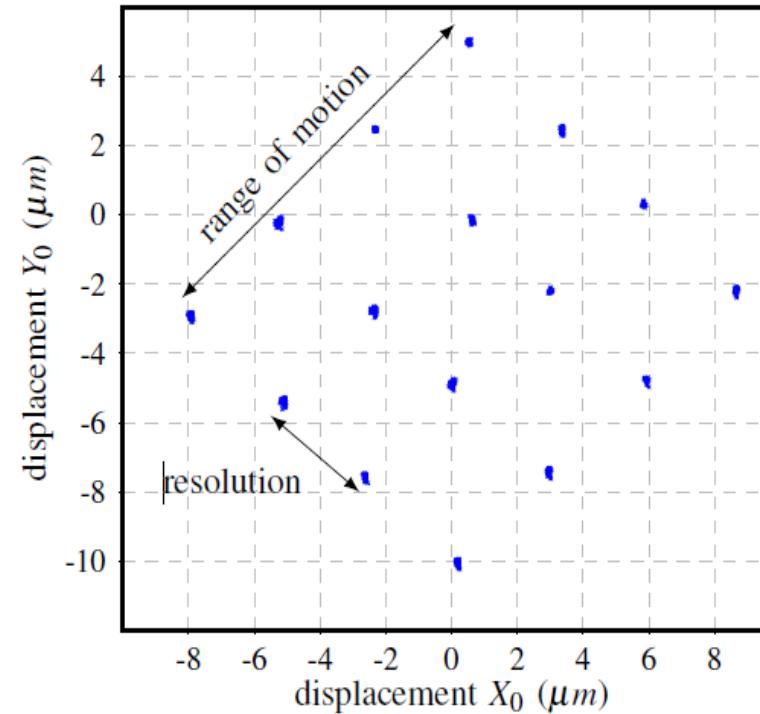 displacement Y₀ (μm)
4
2
0
-2
-4
-6
-8
-10
range of motion
resolution
-8 -6 -4 -2 0 2 4 6 8
displacement X₀ (μm)